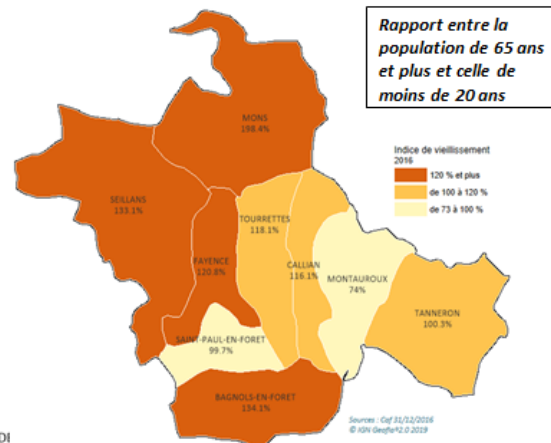 Rapport entre la
population de 65 ans
et plus et celle de
moins de 20 ans
Indice de vieillissement
2016
120 % et plus
de 100 à 120 %
de 73 à 100 %
MONS
198.4%
SEILLANS
133.1%
TOURRETTES
118.1%
FAYENCE
120.8%
CALLIAN
116.1%
MONTAUROUX
74%
TANNERON
100.3%
SAINT-PAUL-EN-FORET
99.7%
BAGNOLS-EN-FORET
134.1%
Sources : Caf 31/12/2016
© IGN Geofla®2.0 2019